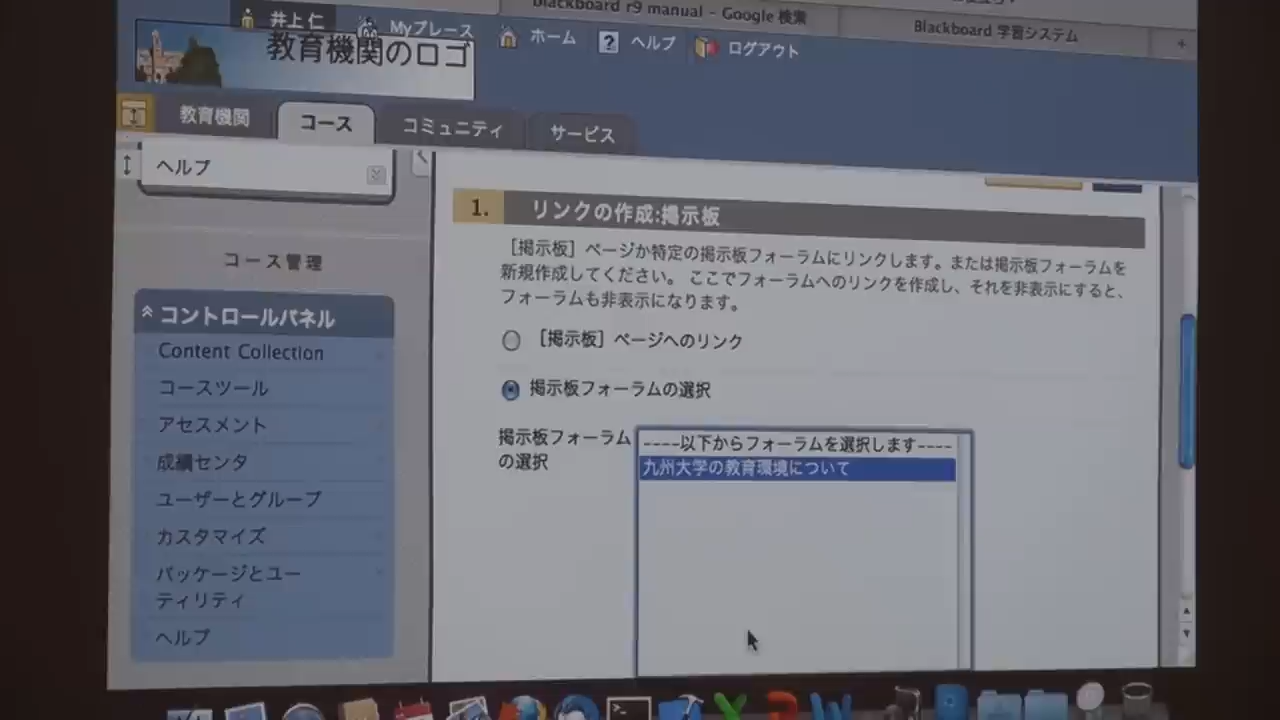 blackboard r9 manual - Google 検索
Blackboard 学習システム
井上 仁
Myプレース
ホーム
ヘルプ
ログアウト
教育機関のロゴ
教育機関
コース
コミュニティ
サービス
ヘルプ
コース管理
コントロールパネル
Content Collection
コースツール
アセスメント
成績センタ
ユーザーとグループ
カスタマイズ
パッケージとユー
ティリティ
ヘルプ
1. リンクの作成:掲示板
［掲示板］ページか特定の掲示板フォーラムにリンクします。または掲示板フォーラムを
新規作成してください。 ここでフォーラムへのリンクを作成し、それを非表示にすると、
フォーラムも非表示になります。
［掲示板］ページへのリンク
掲示板フォーラムの選択
掲示板フォーラム
の選択
----以下からフォーラムを選択します----
九州大学の教育環境について